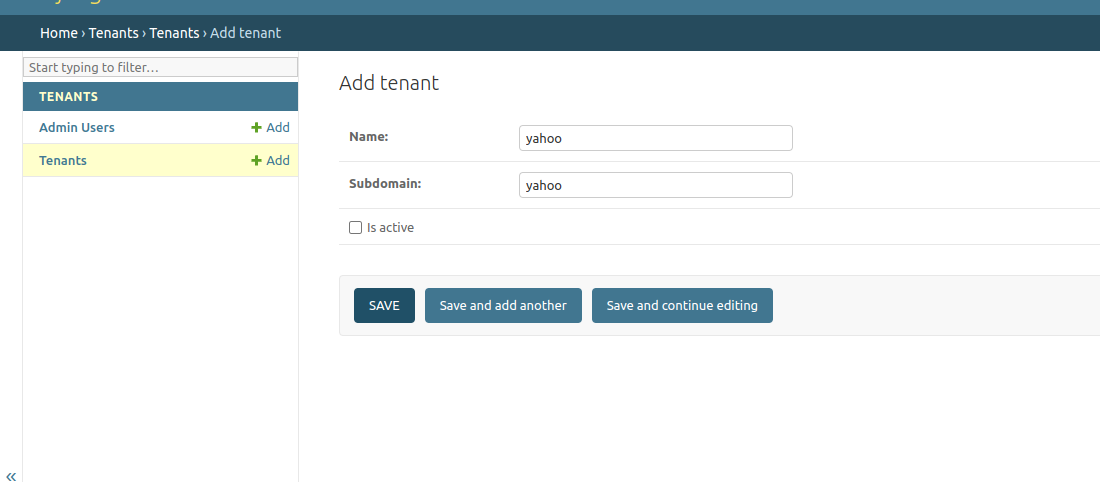 Home › Tenants › Tenants › Add tenant
Start typing to filter...
TENANTS
Admin Users + Add
Tenants + Add
«
Add tenant
Name: yahoo
Subdomain: yahoo
Is active
SAVE Save and add another Save and continue editing